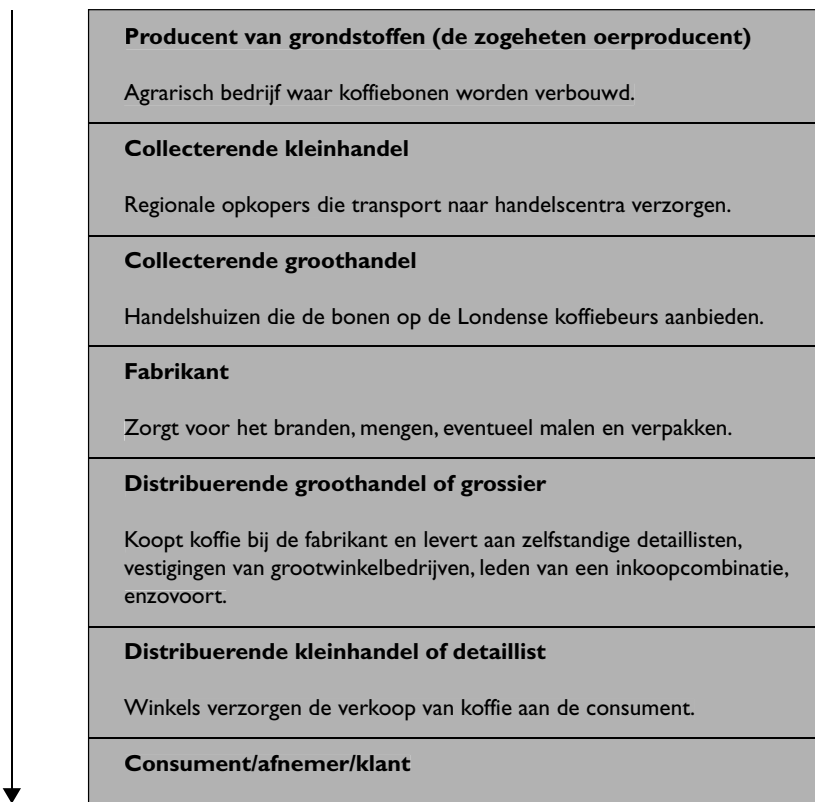 Producent van grondstoffen (de zogeheten oerproducent)
Agrarisch bedrijf waar koffiebonen worden verbouwd.
Collecterende kleinhandel
Regionale opkopers die transport naar handelscentra verzorgen.
Collecterende groothandel
Handelshuizen die de bonen op de Londense koffiebeurs aanbieden.
Fabrikant
Zorgt voor het branden, mengen, eventueel malen en verpakken.
Distribuerende groothandel of grossier
Koopt koffie bij de fabrikant en levert aan zelfstandige detaillisten,
vestigingen van grootwinkelbedrijven, leden van een inkoopcombinatie,
enzovoort.
Distribuerende kleinhandel of detaillist
Winkels verzorgen de verkoop van koffie aan de consument.
Consument/afnemer/klant